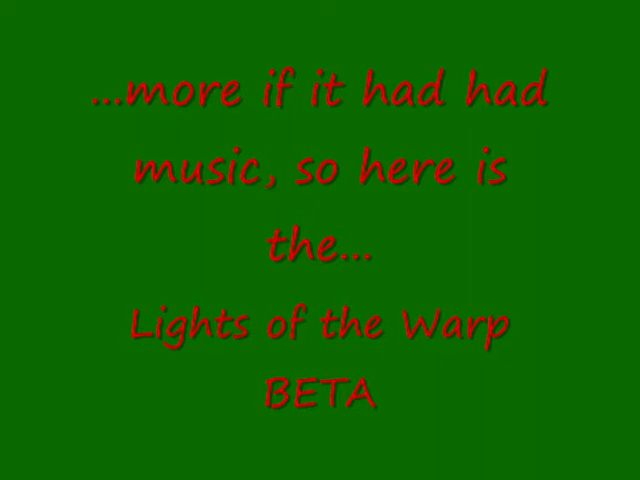 ...more if it had had
music, so here is
the...
Lights of the Warp
BETA